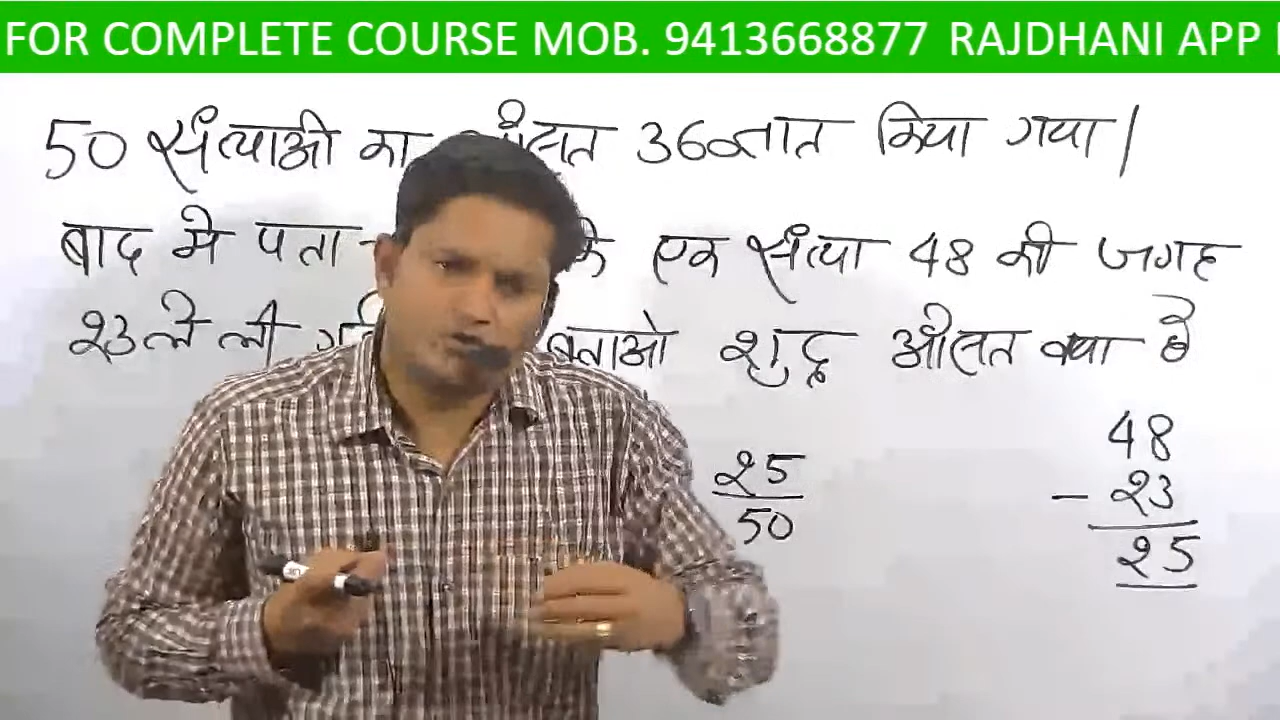 FOR COMPLETE COURSE MOB. 9413668877 RAJDHANI APP
50 संख्याओं का औसत 36 ज्ञात किया गया|
बाद मे पता के एक संख्या 48 की जगह
23 ले ली बताओ शुद्ध औसत क्या है
48
25 - 23
50 25